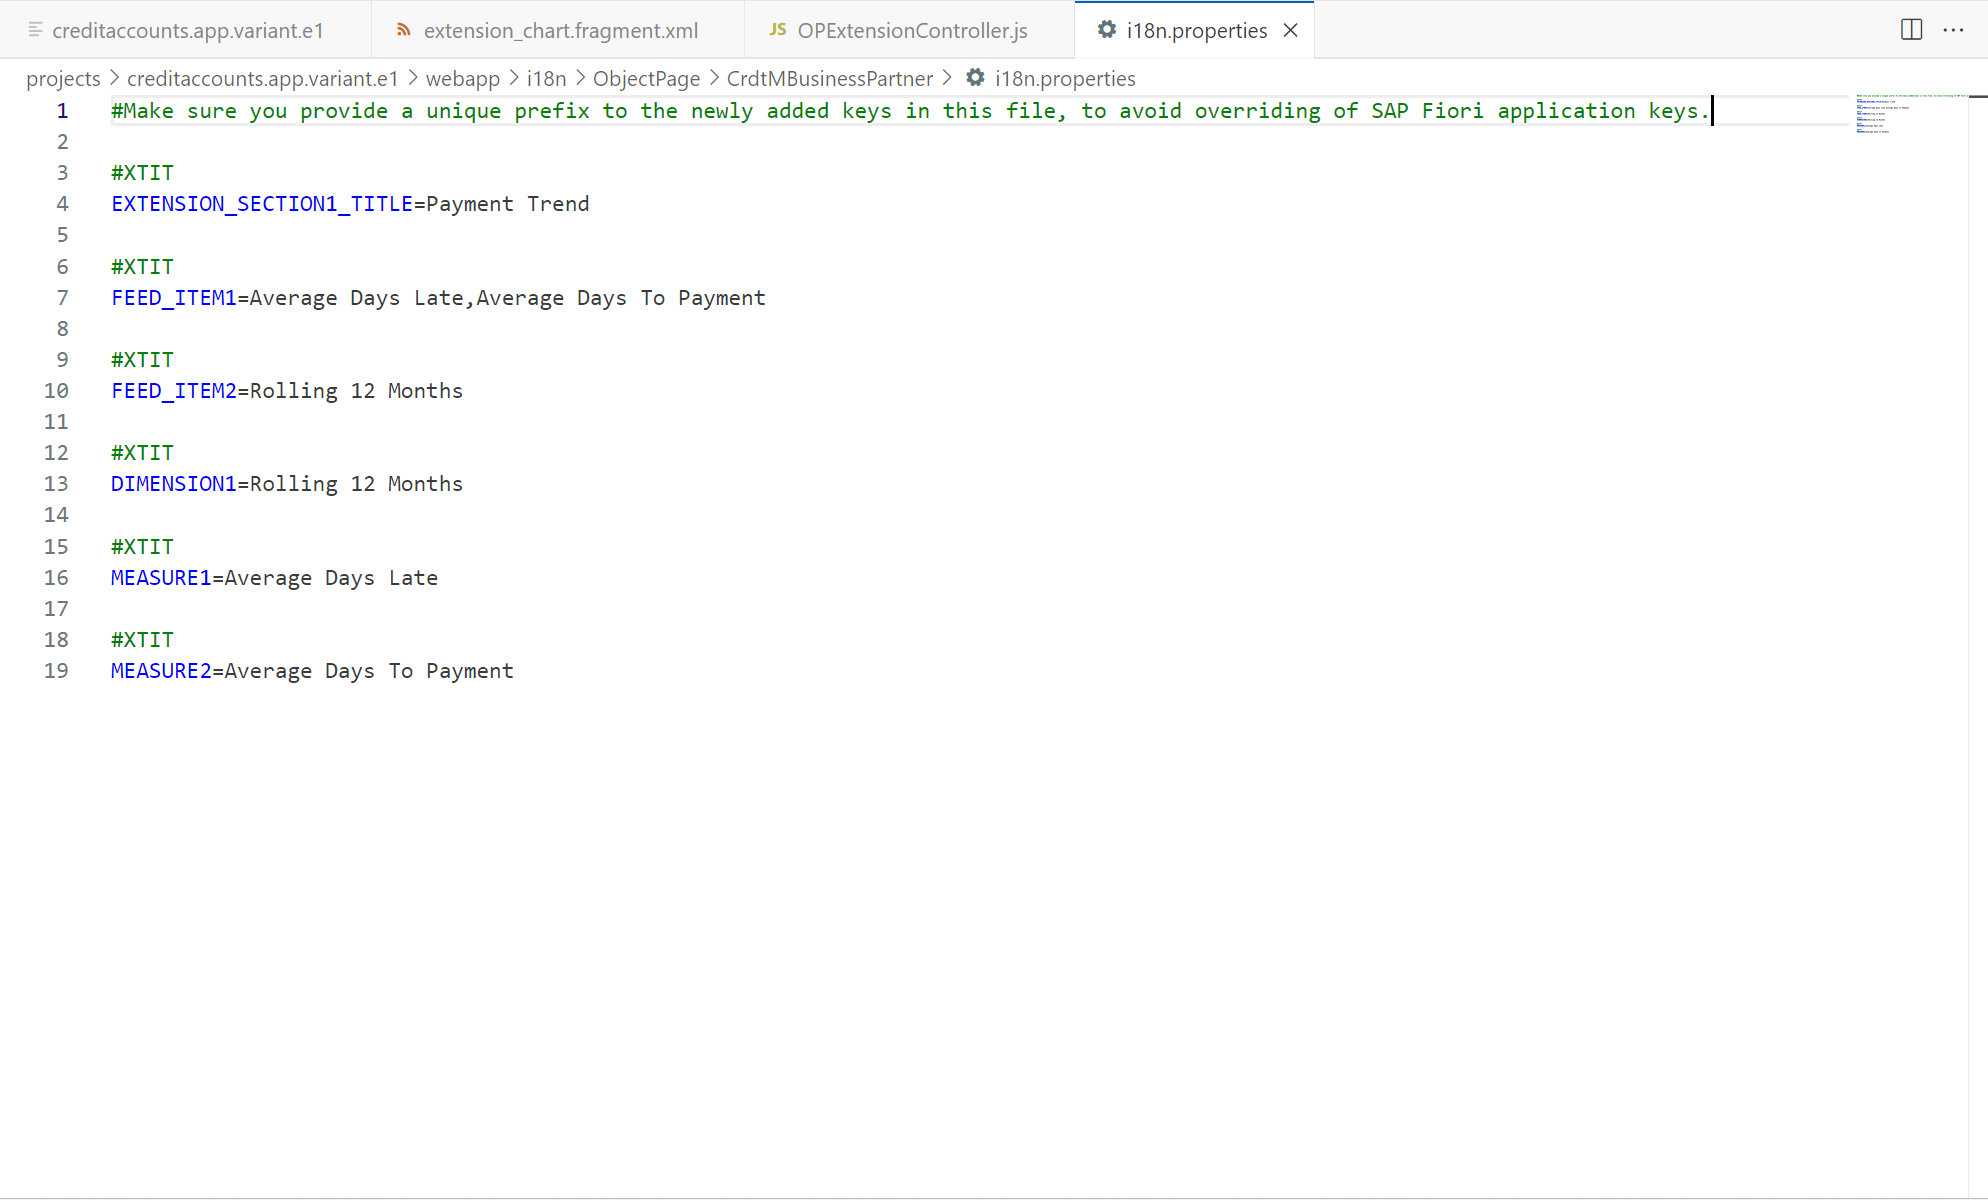 creditaccounts.app.variant.e1
extension_chart.fragment.xml
JS OPExtensionController.js
i18n.properties
projects > creditaccounts.app.variant.e1 > webapp > i18n > ObjectPage > CrdtMBusinessPartner > i18n.properties
1 #Make sure you provide a unique prefix to the newly added keys in this file, to avoid overriding of SAP Fiori application keys.
2
3 #XTIT
4 EXTENSION_SECTION1_TITLE=Payment Trend
5
6 #XTIT
7 FEED_ITEM1=Average Days Late,Average Days To Payment
8
9 #XTIT
10 FEED_ITEM2=Rolling 12 Months
11
12 #XTIT
13 DIMENSION1=Rolling 12 Months
14
15 #XTIT
16 MEASURE1=Average Days Late
17
18 #XTIT
19 MEASURE2=Average Days To Payment